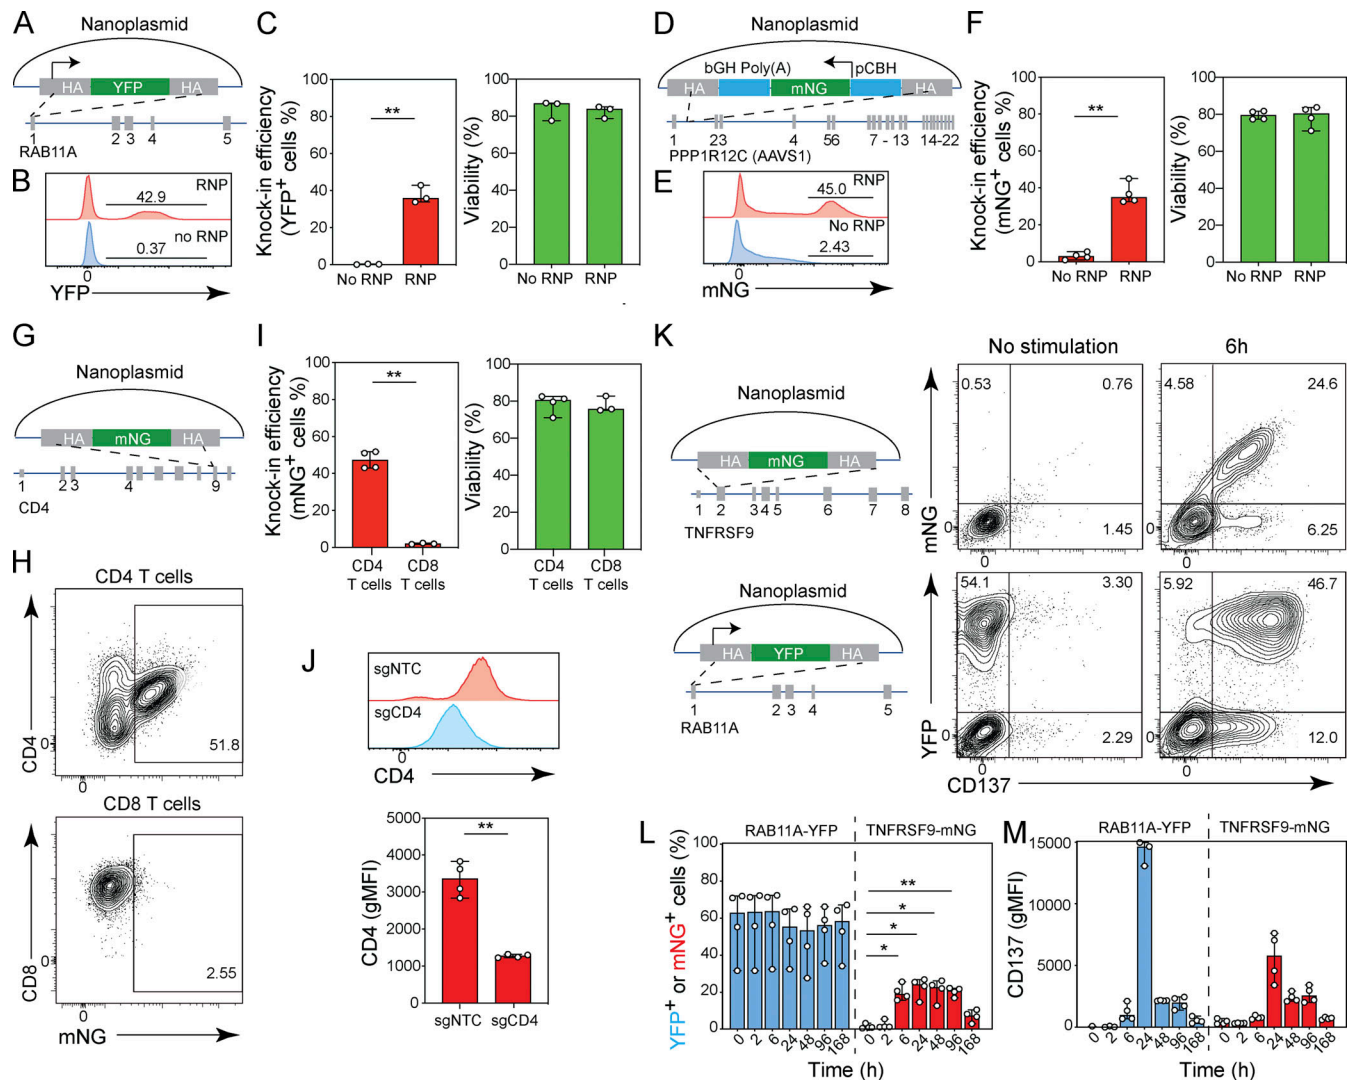 A
Nanoplasmid
HA YFP HA
1 2 3 4 5
RAB11A
B
RNP
42.9
no RNP
0.37
0
YFP
C
Knock-in efficiency
(YFP+ cells %)
100
80
60
40
20
0
**
No RNP RNP
Viability (%)
100
80
60
40
20
0
No RNP RNP
D
Nanoplasmid
bGH Poly(A) pCBH
HA mNG HA
1 23 4 56 7 - 13 14-22
PPP1R12C (AAVS1)
E
RNP
45.0
No RNP
2.43
0
mNG
F
Knock-in efficiency
(mNG+ cells %)
100
80
60
40
20
0
**
No RNP RNP
Viability (%)
100
80
60
40
20
0
No RNP RNP
G
Nanoplasmid
HA mNG HA
1 2 3 4 9
CD4
H
CD4 T cells
CD4
0
51.8
0
CD8 T cells
CD8
0
2.55
0
mNG
I
Knock-in efficiency
(mNG+ cells %)
100
80
60
40
20
0
**
CD4 CD8
T cells T cells
Viability (%)
100
80
60
40
20
0
CD4 CD8
T cells T cells
J
sgNTC
sgCD4
0
CD4
CD4 (gMFI)
5000
4000
3000
2000
1000
0
**
sgNTC sgCD4
K
Nanoplasmid
HA mNG HA
1 2 3 4 5 6 7 8
TNFRSF9
No stimulation 6h
mNG
0.53 0.76
0 1.45
0
4.58 24.6
0 6.25
0
Nanoplasmid
HA YFP HA
1 2 3 4 5
RAB11A
YFP
54.1 3.30
0 2.29
0
5.92 46.7
0 12.0
0
CD137
L
RAB11A-YFP TNFRSF9-mNG
YFP+ or mNG+ cells (%)
100
80
60
40
20
0
**
*
*
*
0 2 6 24 48 96 168 0 2 6 24 48 96 168
Time (h)
M
RAB11A-YFP TNFRSF9-mNG
CD137 (gMFI)
15000
10000
5000
0
0 2 6 24 48 96 168 0 2 6 24 48 96 168
Time (h)